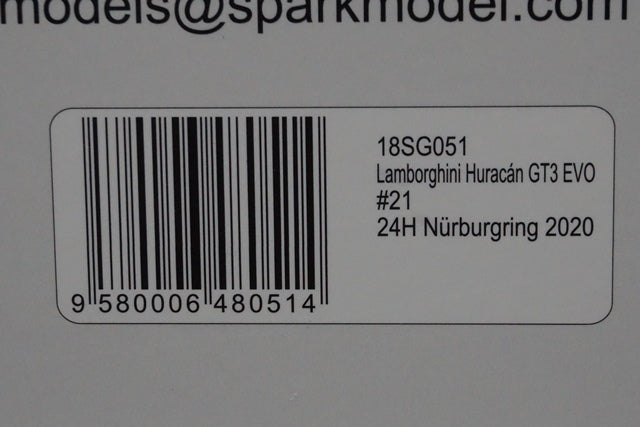 models@sparkmodel.com
18SG051
Lamborghini Huracán GT3 EVO
#21
24H Nürburgring 2020
9 580006 480514